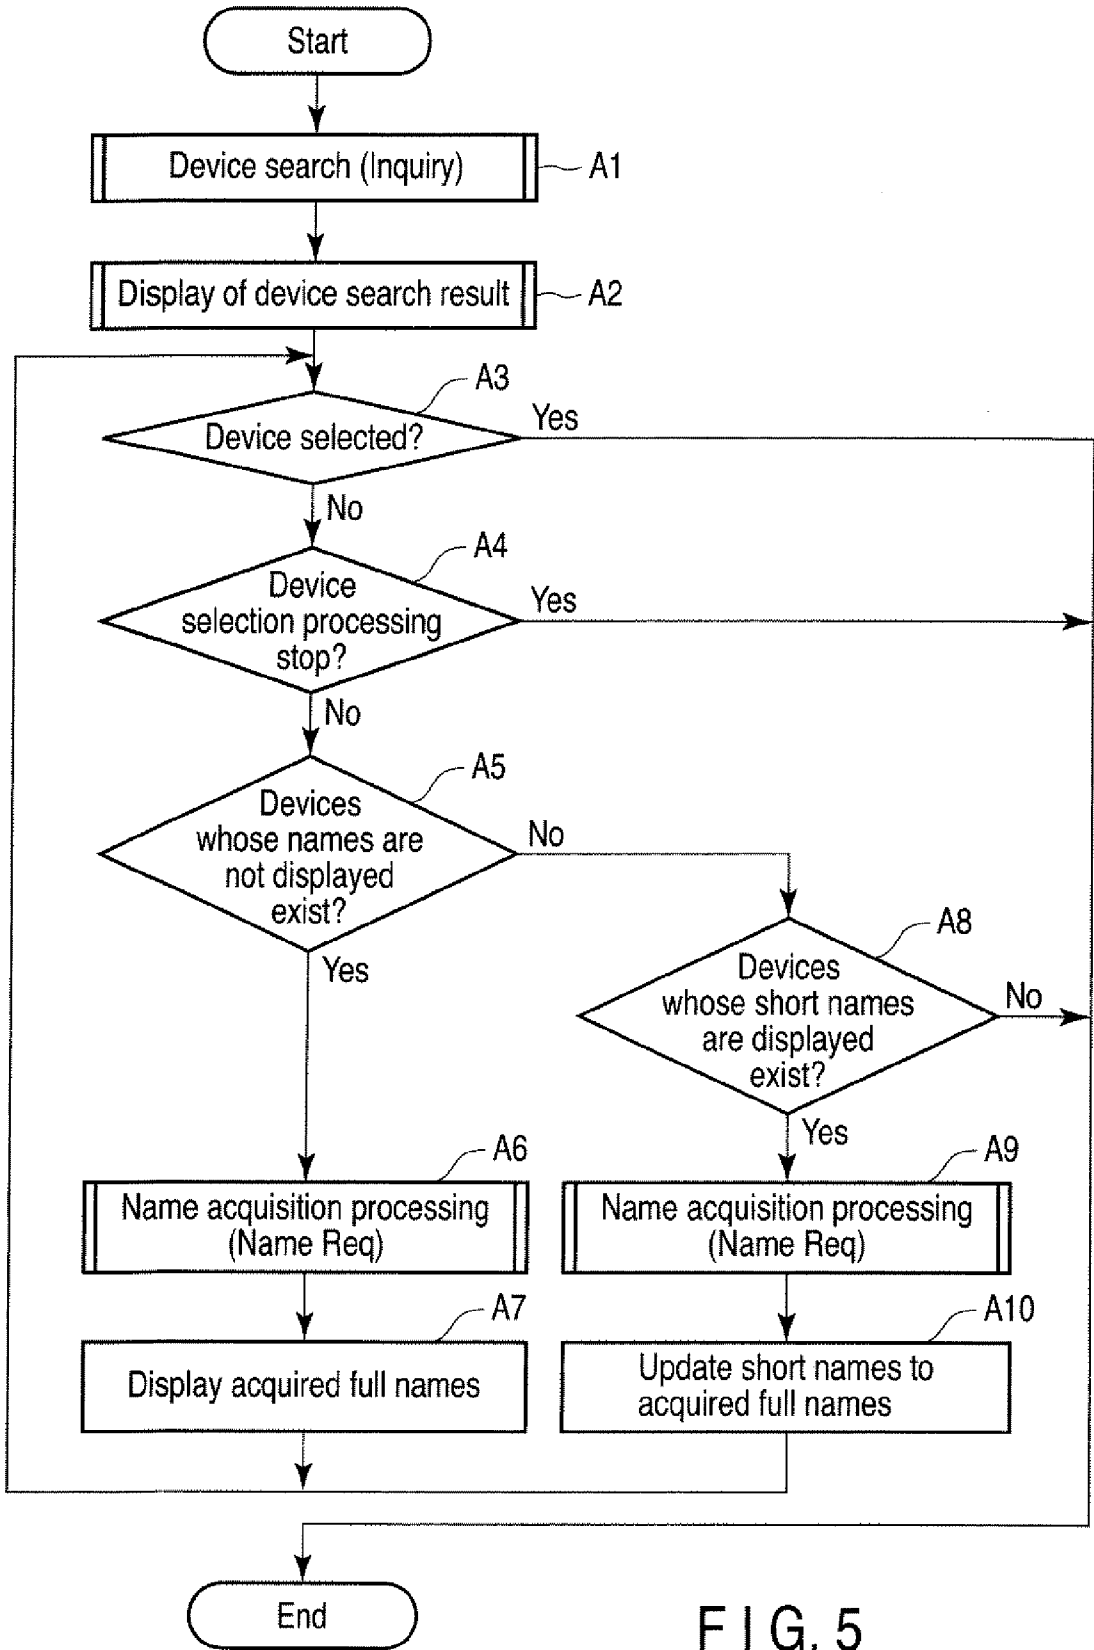 Start
Device search (Inquiry)
A1
Display of device search result
A2
A3
Device selected?
Yes
No
A4
Device
selection processing
stop?
Yes
No
A5
Devices
whose names are
not displayed
exist?
No
Yes
A8
Devices
whose short names
are displayed
exist?
No
Yes
A6
Name acquisition processing
(Name Req)
A9
Name acquisition processing
(Name Req)
A7
Display acquired full names
A10
Update short names to
acquired full names
End
FIG. 5